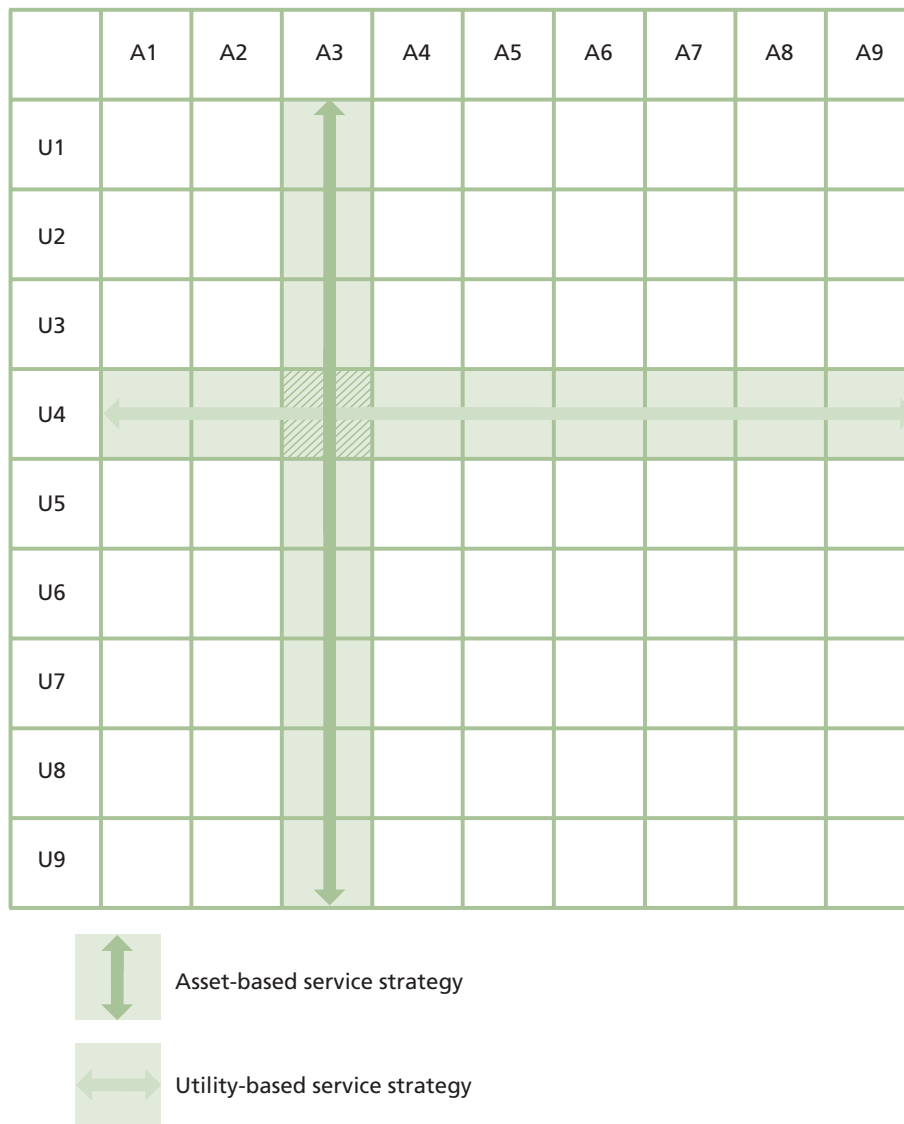 A1 A2 A3 A4 A5 A6 A7 A8 A9
U1
U2
U3
U4
U5
U6
U7
U8
U9
Asset-based service strategy
Utility-based service strategy